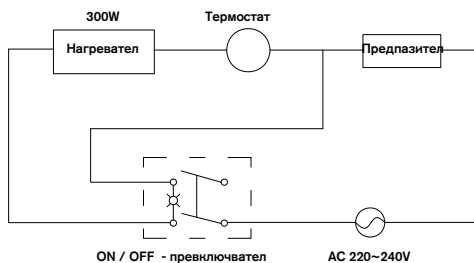 300W
Термостат
Нагревател
Предпазител
ON / OFF - превключвател
AC 220~240V